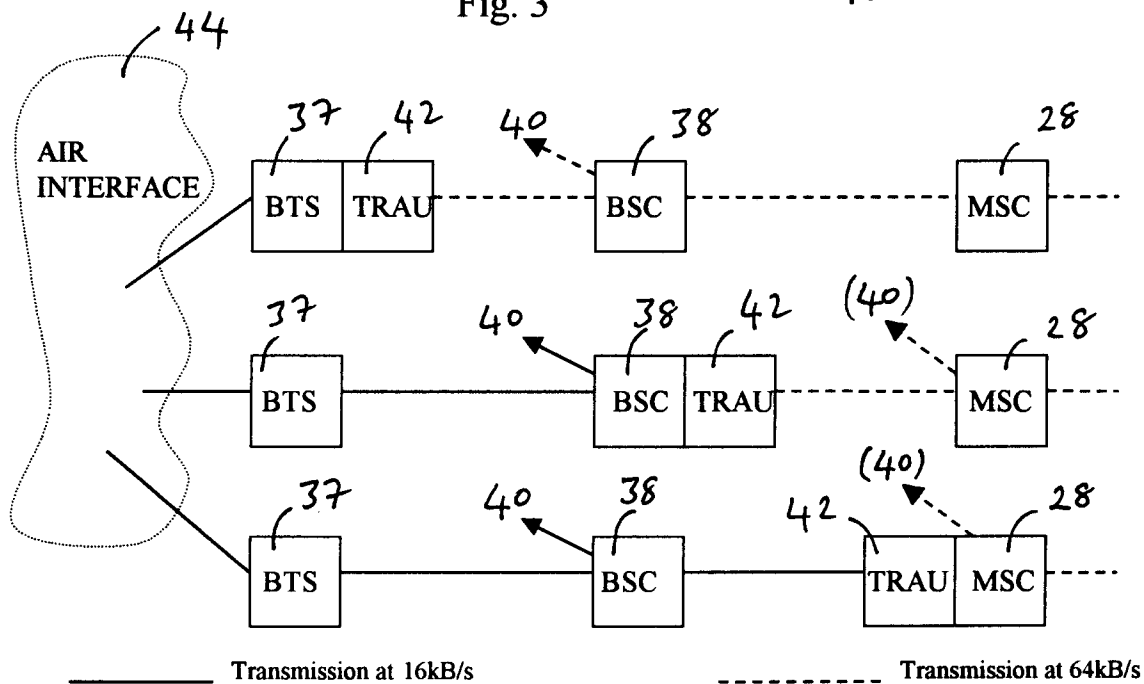 Fig. 3
44
37 42 40 38 28
AIR
INTERFACE
BTS TRAU BSC MSC
37 40 38 42 (40) 28
BTS BSC TRAU MSC
37 40 38 42 (40) 28
BTS BSC TRAU MSC
Transmission at 16kB/s Transmission at 64kB/s